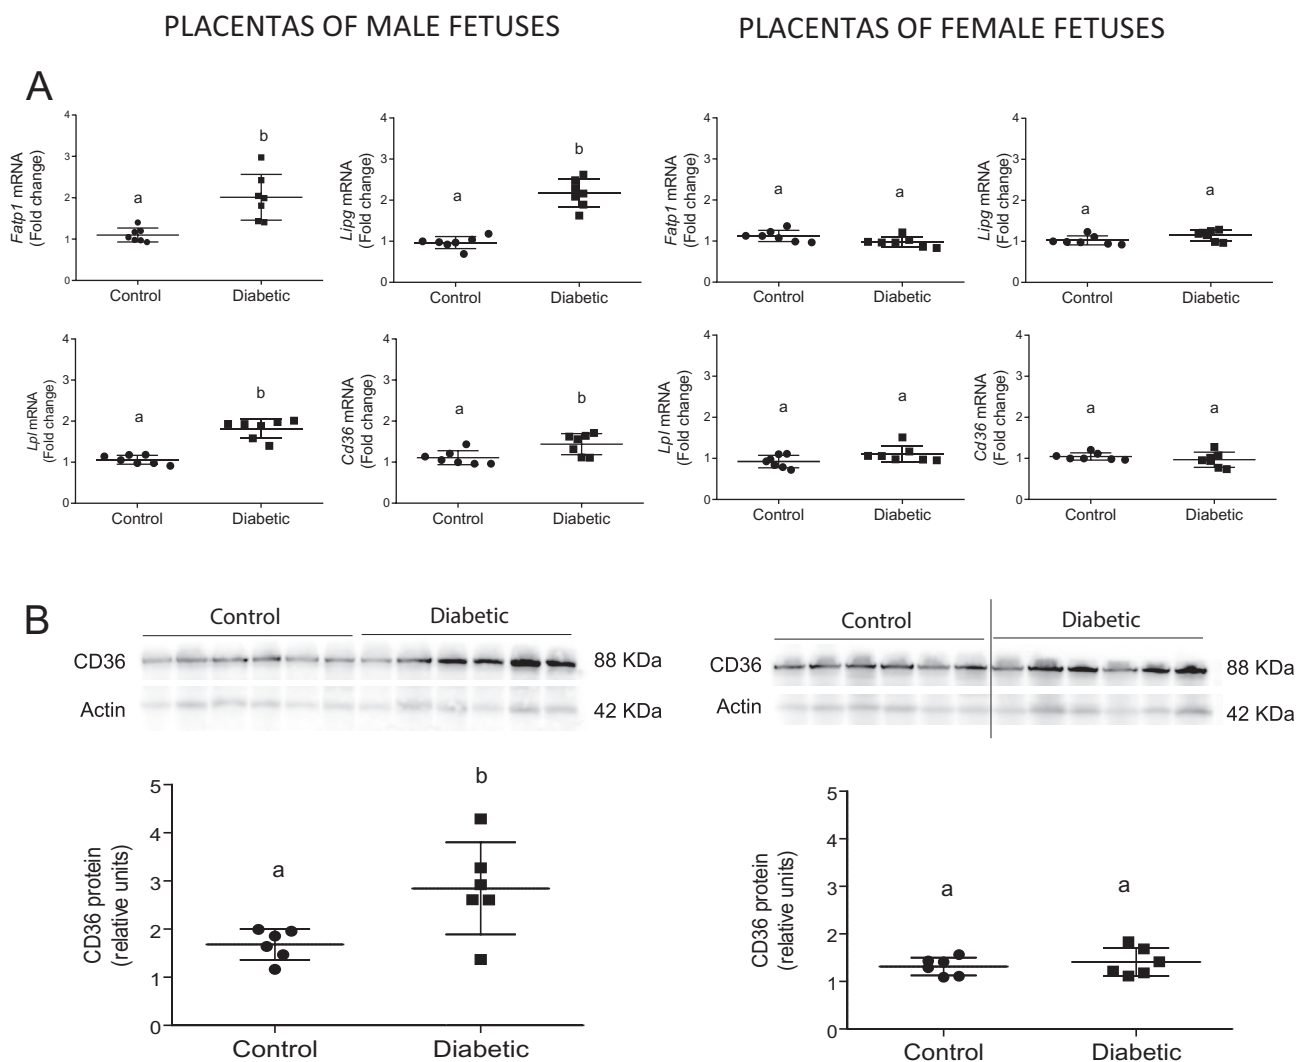 PLACENTAS OF MALE FETUSES
PLACENTAS OF FEMALE FETUSES
A
Fatp1 mRNA
(Fold change)
4
3
2
1
0
a
b
Control
Diabetic
Lipg mRNA
(Fold change)
4
3
2
1
0
a
b
Control
Diabetic
Fatp1 mRNA
(Fold change)
4
3
2
1
0
a
a
Control
Diabetic
Lipg mRNA
(Fold change)
4
3
2
1
0
a
a
Control
Diabetic
Lpl mRNA
(Fold change)
4
3
2
1
0
a
b
Control
Diabetic
Cd36 mRNA
(Fold change)
4
3
2
1
0
a
b
Control
Diabetic
Lpl mRNA
(Fold change)
4
3
2
1
0
a
a
Control
Diabetic
Cd36 mRNA
(Fold change)
4
3
2
1
0
a
a
Control
Diabetic
B
Control
Diabetic
CD36
88 KDa
Actin
42 KDa
Control
Diabetic
CD36
88 KDa
Actin
42 KDa
CD36 protein
(relative units)
5
4
3
2
1
0
a
b
Control
Diabetic
CD36 protein
(relative units)
5
4
3
2
1
0
a
a
Control
Diabetic